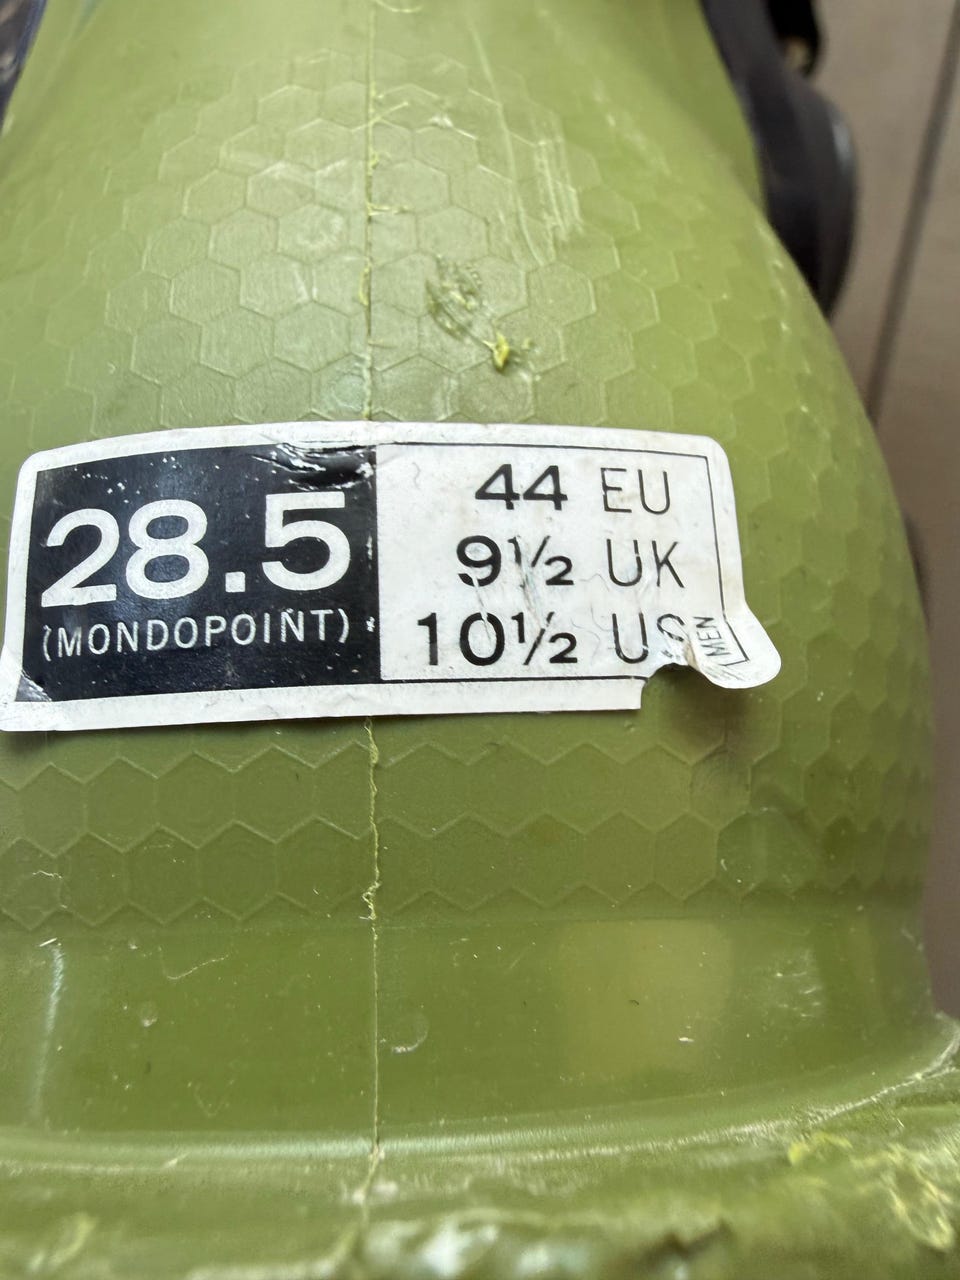 28.5
(MONDOPOINT)
44 EU
9½ UK
10½ US MEN